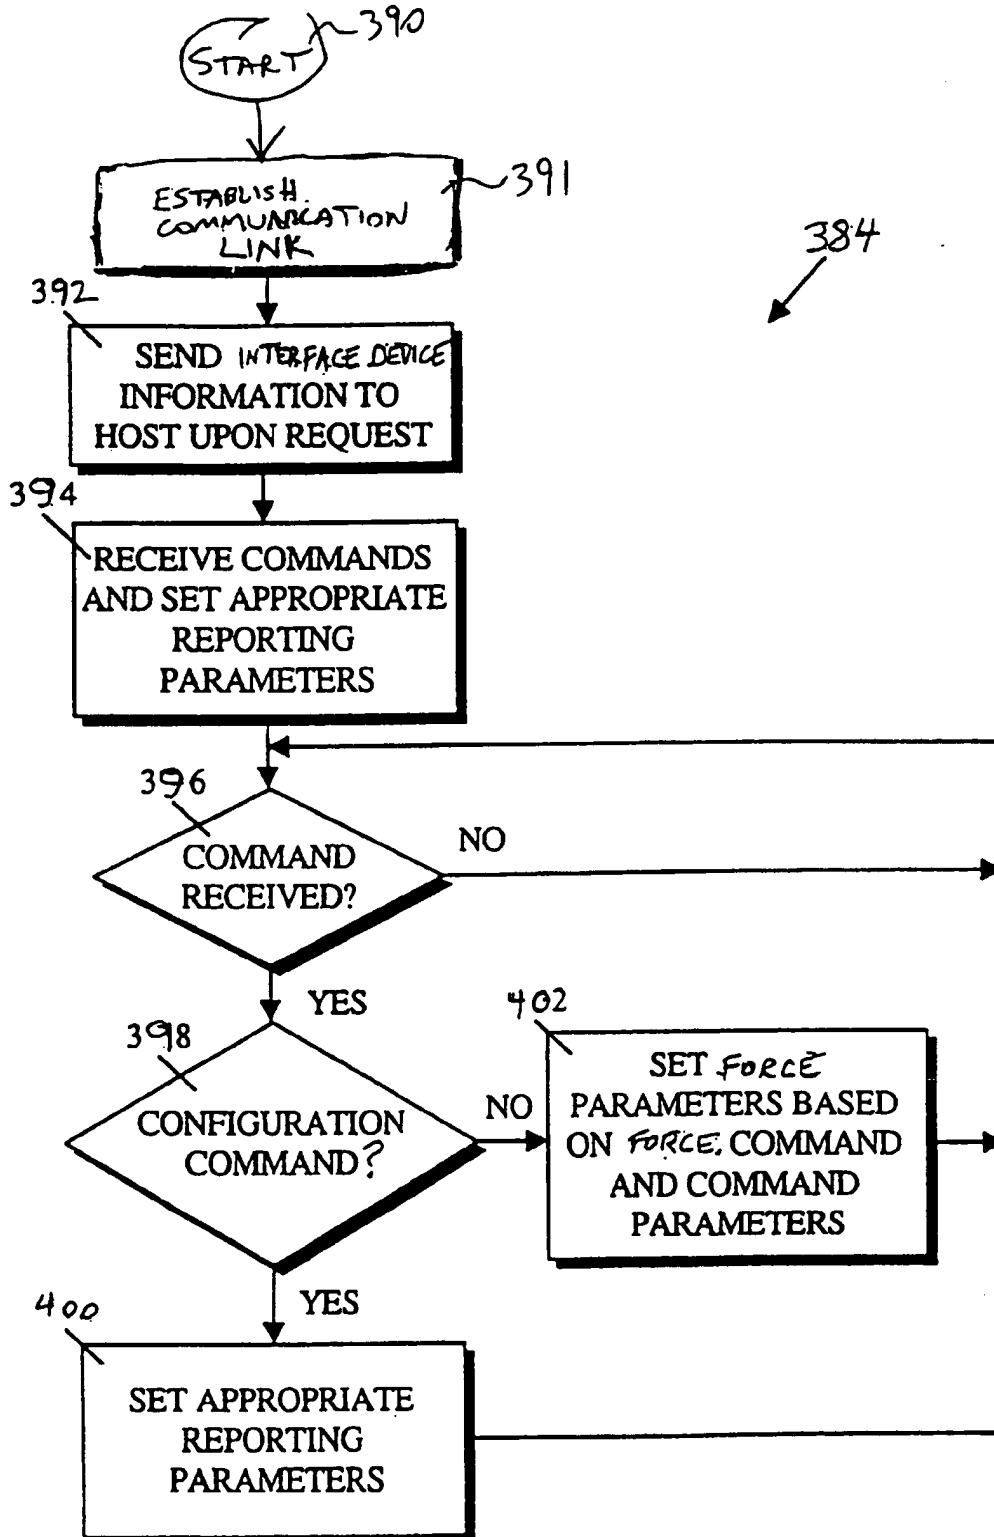 390
START
391
ESTABLISH
COMMUNICATION
LINK
384
392
SEND INTERFACE DEVICE
INFORMATION TO
HOST UPON REQUEST
394
RECEIVE COMMANDS
AND SET APPROPRIATE
REPORTING
PARAMETERS
396
COMMAND
RECEIVED?
NO
YES
398
CONFIGURATION
COMMAND?
NO
402
SET FORCE
PARAMETERS BASED
ON FORCE COMMAND
AND COMMAND
PARAMETERS
YES
400
SET APPROPRIATE
REPORTING
PARAMETERS